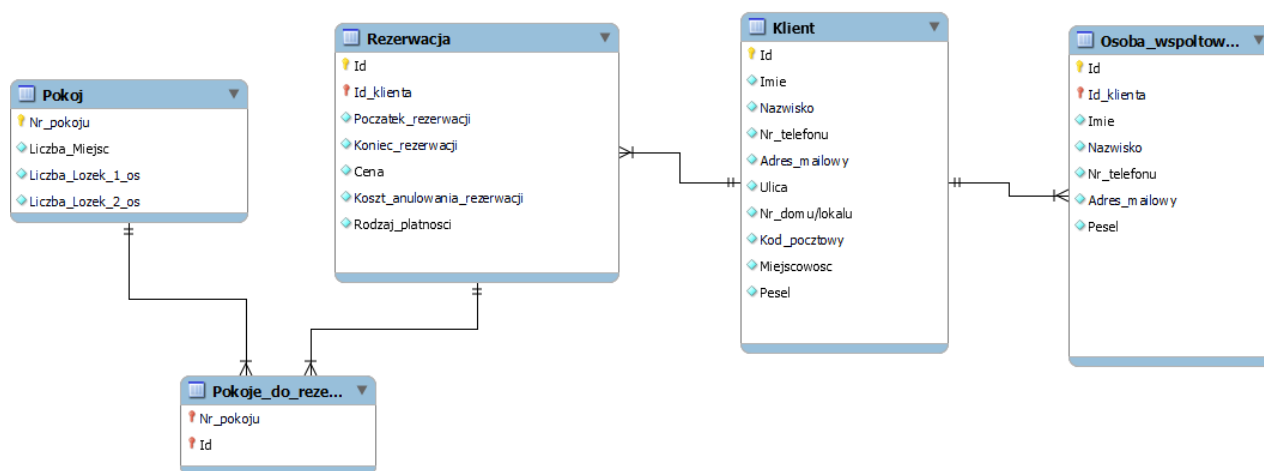 Pokoj
Nr_pokoju
Liczba_Miejsc
Liczba_Lozek_1_os
Liczba_Lozek_2_os
Rezerwacja
Id
Id_klienta
Poczatek_rezerwacji
Koniec_rezerwacji
Cena
Koszt_anulowania_rezerwacji
Rodzaj_platnosci
Klient
Id
Imie
Nazwisko
Nr_telefonu
Adres_mailowy
Ulica
Nr_domu/lokalu
Kod_pocztowy
Miejscowosc
Pesel
Osoba_wspoltow...
Id
Id_klienta
Imie
Nazwisko
Nr_telefonu
Adres_mailowy
Pesel
Pokoje_do_reze...
Nr_pokoju
Id